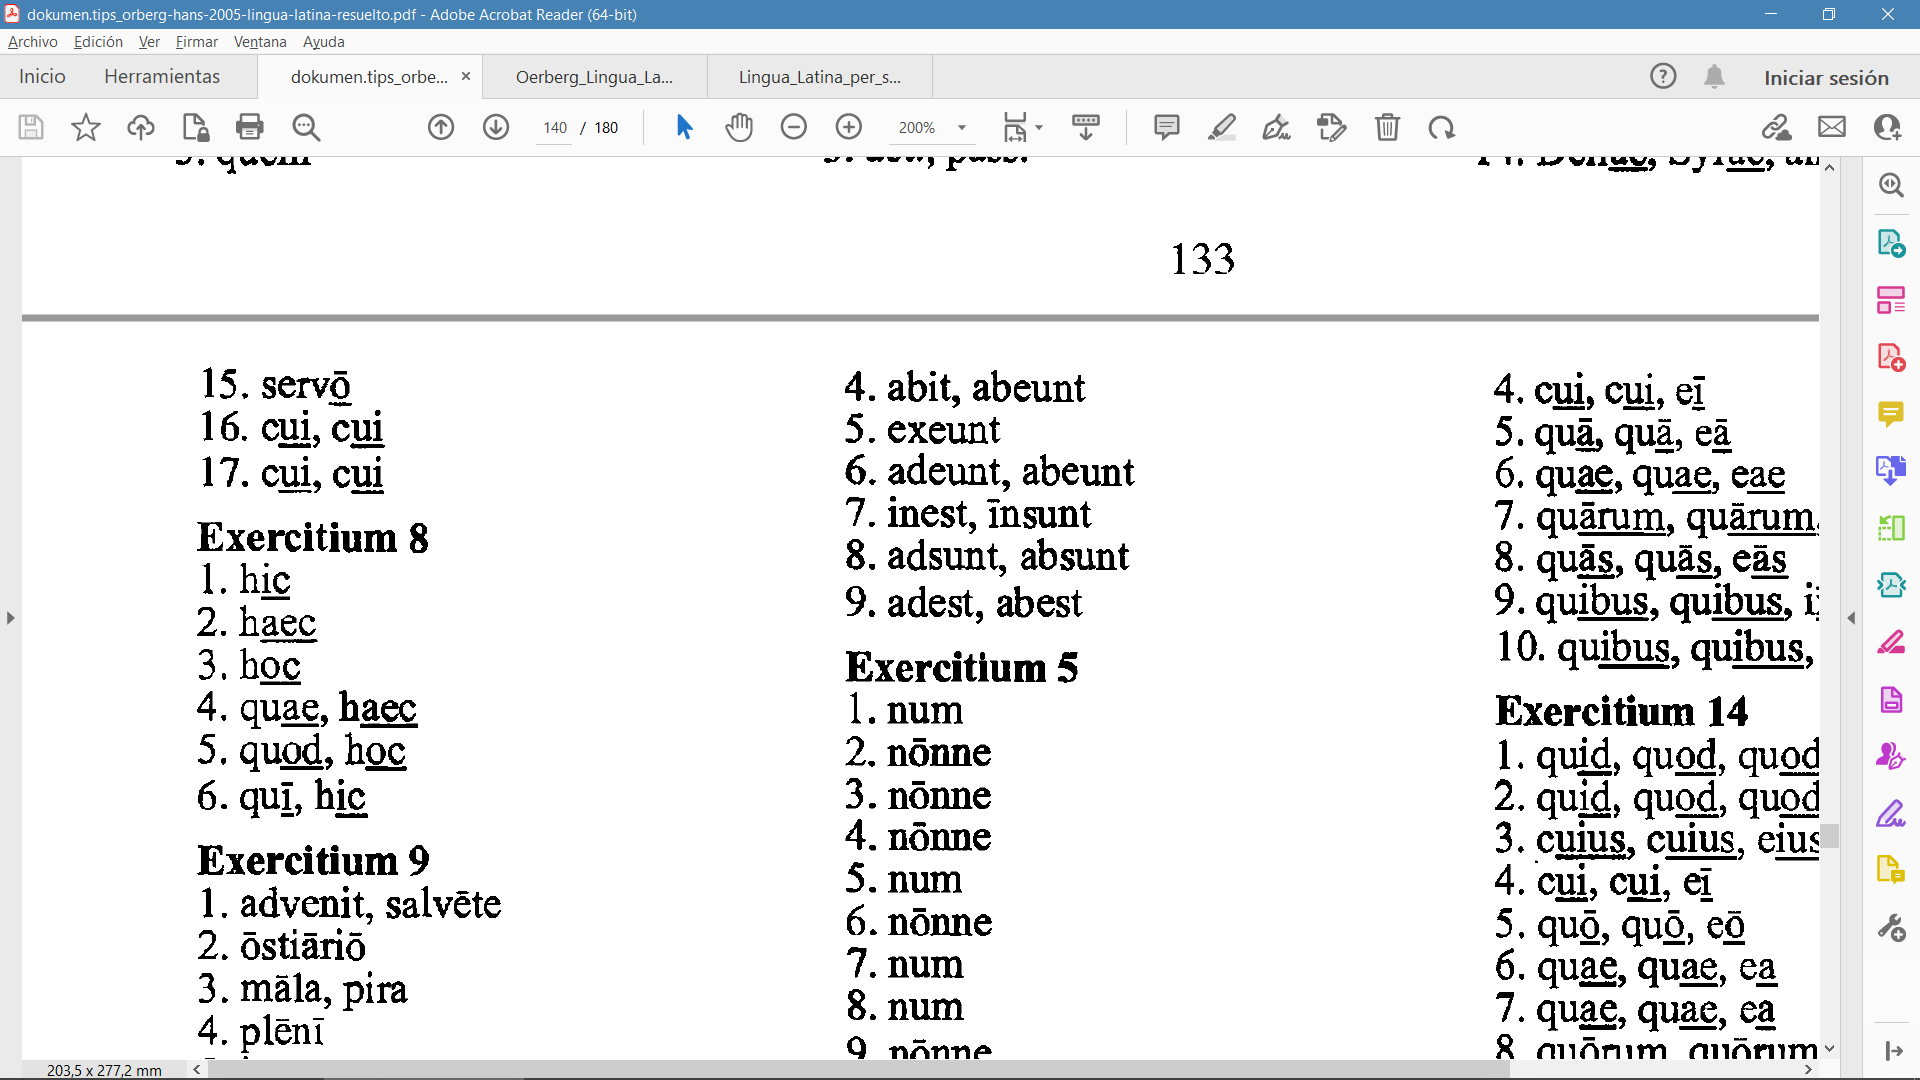 dokumen.tips_orberg-hans-2005-lingua-latina-resuelto.pdf - Adobe Acrobat Reader (64-bit)
Archivo Edición Ver Firmar Ventana Ayuda
Inicio Herramientas dokumen.tips_orbe... × Oerberg_Lingua_La... Lingua_Latina_per_s... Iniciar sesión
140 / 180 200%
133
15. servō
16. cui, cui
17. cui, cui
Exercitium 8
1. hic
2. haec
3. hoc
4. quae, haec
5. quod, hoc
6. quī, hic
Exercitium 9
1. advenit, salvēte
2. ōstiāriō
3. māla, pira
4. plēnī
4. abit, abeunt
5. exeunt
6. adeunt, abeunt
7. inest, īnsunt
8. adsunt, absunt
9. adest, abest
Exercitium 5
1. num
2. nōnne
3. nōnne
4. nōnne
5. num
6. nōnne
7. num
8. num
9. nōnne
4. cui, cui, eī
5. quā, quā, eā
6. quae, quae, eae
7. quārum, quārum,
8. quās, quās, eās
9. quibus, quibus,
10. quibus, quibus,
Exercitium 14
1. quid, quod, quod
2. quid, quod, quod
3. cuius, cuius, eius
4. cui, cui, eī
5. quō, quō, eō
6. quae, quae, ea
7. quae, quae, ea
8. quōrum, quōrum
203,5 x 277,2 mm